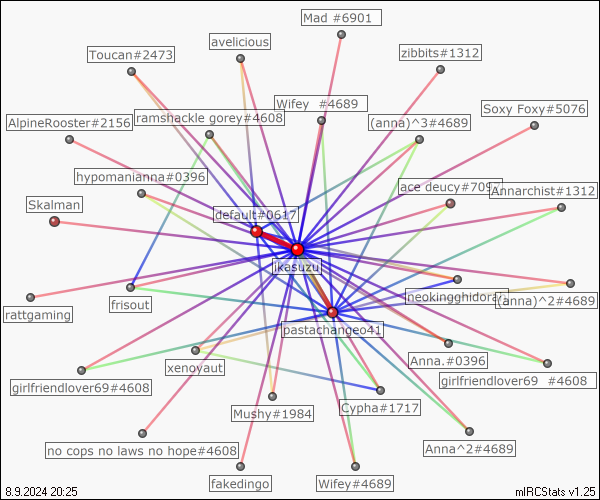 Mad #6901
avelicious
Toucan#2473
zibbits#1312
Wifey #4689
Soxy Foxy#5076
AlpineRooster#2156
ramshackle gorey#4608
(anna)^3#4689
hypomanianna#0396
ace deucy#709
Annarchist#1312
Skalman
default#0617
ikasuzu
neokingghidora
(anna)^2#4689
rattgaming
frisout
pastachangeo41
xenoyaut
Anna.#0396
girlfriendlover69#4608
girlfriendlover69 #4608
Mushy#1984
Cypha#1717
no cops no laws no hope#4608
Anna^2#4689
fakedingo
Wifey#4689
8.9.2024 20:25
mIRCStats v1.25